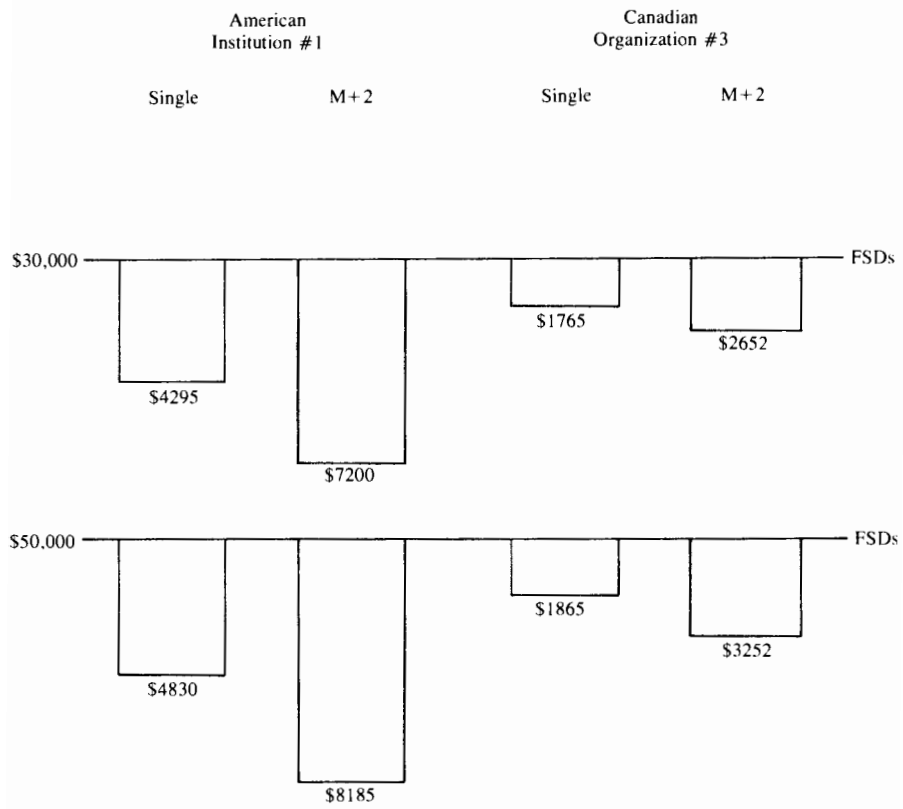 American
Institution #1
Canadian
Organization #3
Single
M+2
Single
M+2
$30,000
FSDs
$1765
$2652
$4295
$7200
$50,000
FSDs
$1865
$3252
$4830
$8185